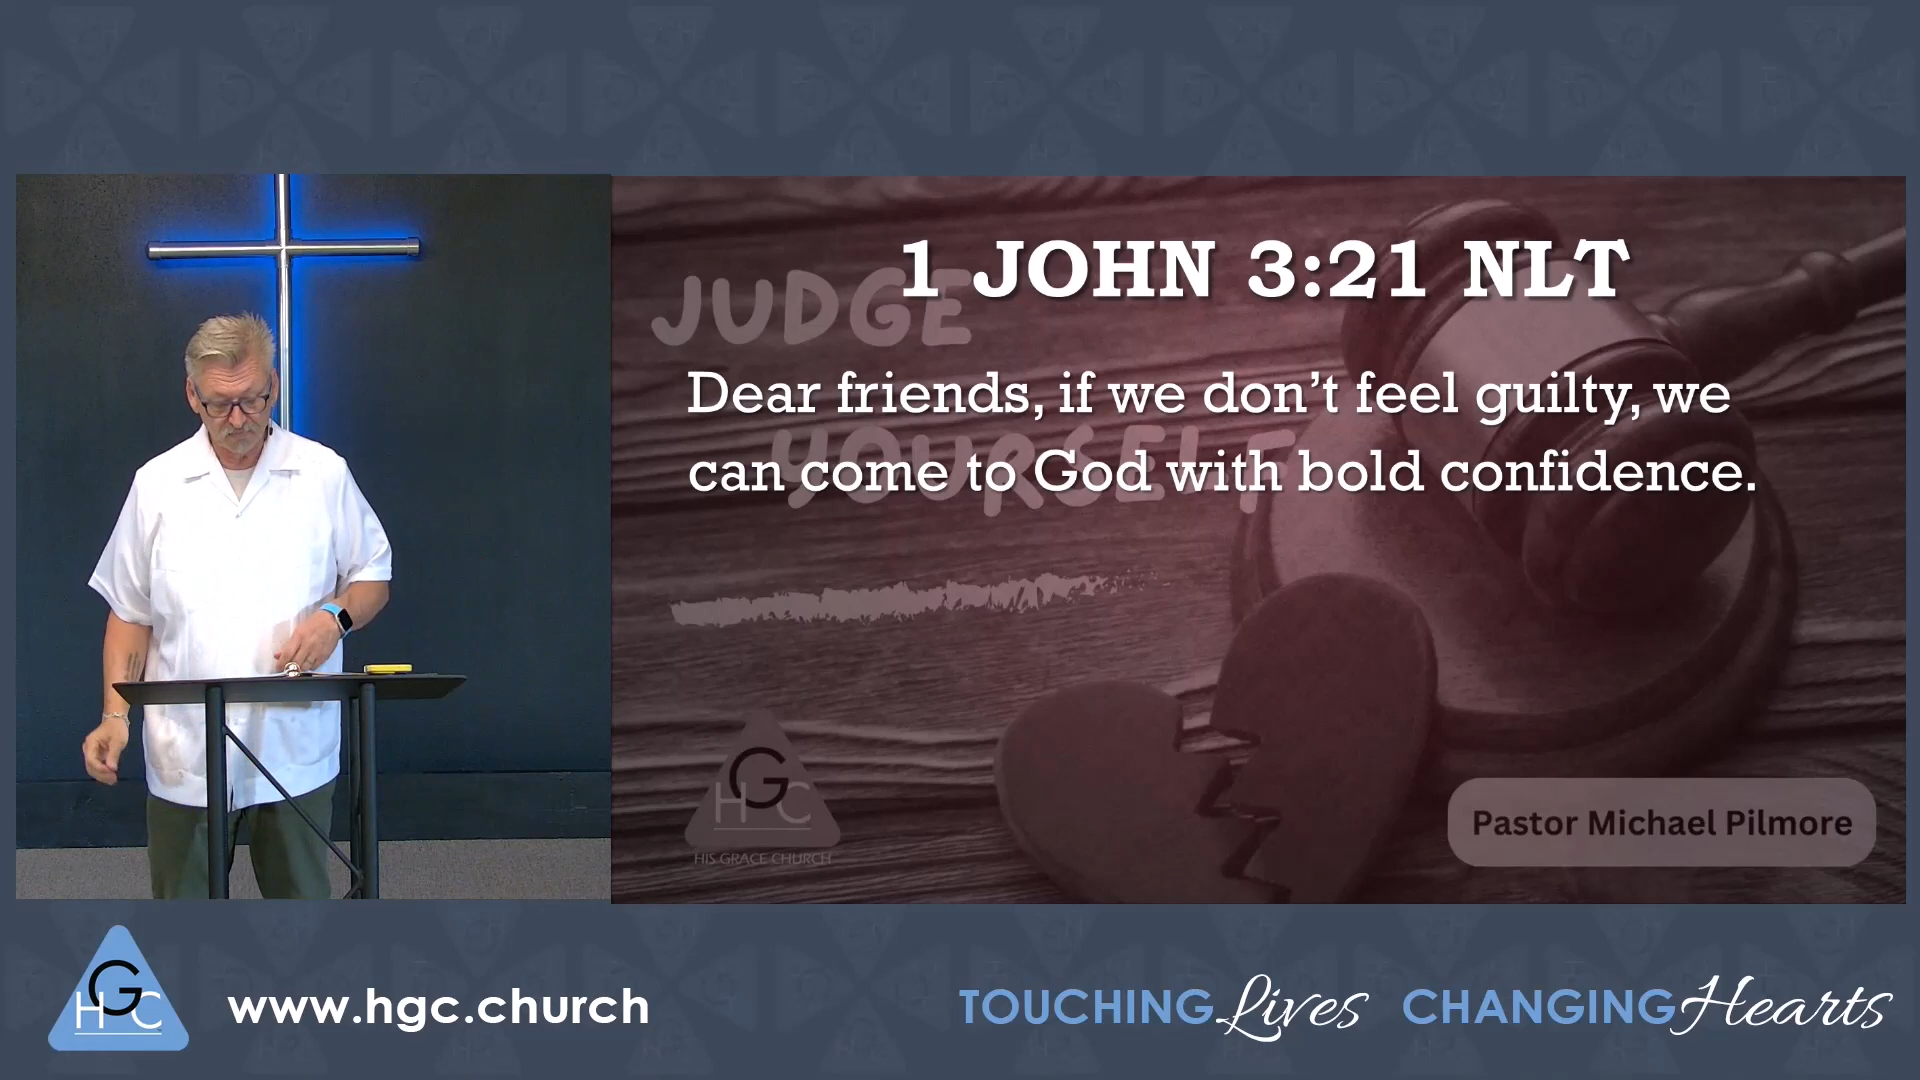 1 JOHN 3:21 NLT
JUDGE
Dear friends, if we don’t feel guilty, we
YOURSELF
can come to God with bold confidence.
HGC
HIS GRACE CHURCH
Pastor Michael Pilmore
HGC
www.hgc.church
TOUCHING Lives CHANGING Hearts